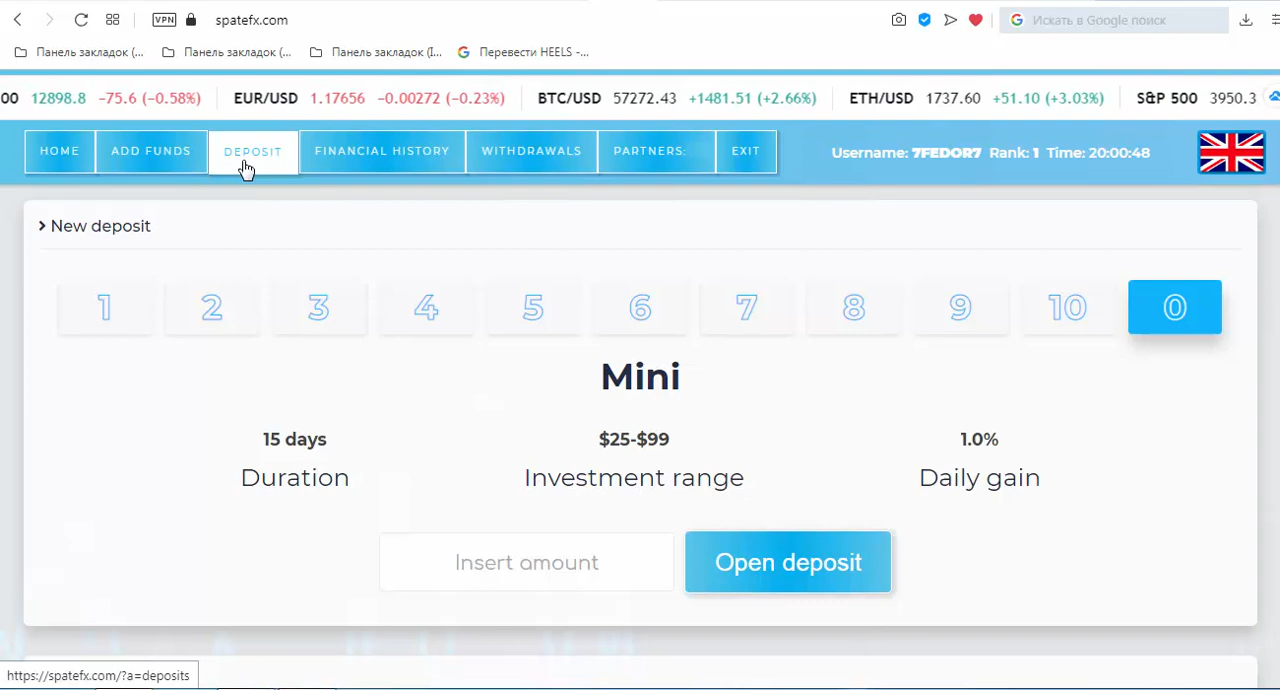 VPN spatefx.com Искать в Google поиск
Панель закладок (... Панель закладок (... Панель закладок (I... Перевести HEELS -...
00 12898.8 −75.6 (−0.58%) EUR/USD 1.17656 −0.00272 (−0.23%) BTC/USD 57272.43 +1481.51 (+2.66%) ETH/USD 1737.60 +51.10 (+3.03%) S&P 500 3950.3
HOME ADD FUNDS DEPOSIT FINANCIAL HISTORY WITHDRAWALS PARTNERS: EXIT Username: 7FEDOR7 Rank: 1 Time: 20:00:48
New deposit
1 2 3 4 5 6 7 8 9 10 0
Mini
15 days $25-$99 1.0%
Duration Investment range Daily gain
Insert amount Open deposit
https://spatefx.com/?a=deposits